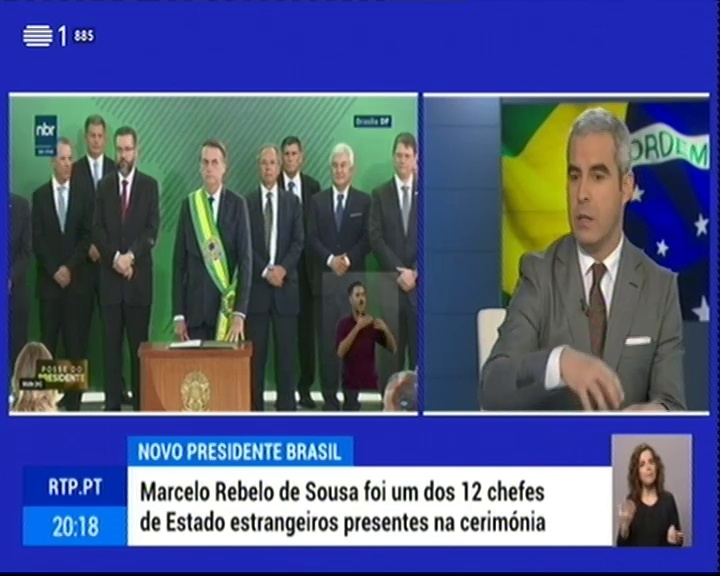 1 885
nbr
Brasília DF
ORDEM
POSSE DO
PRESIDENTE
NOVO PRESIDENTE BRASIL
RTP.PT
20:18
Marcelo Rebelo de Sousa foi um dos 12 chefes
de Estado estrangeiros presentes na cerimónia